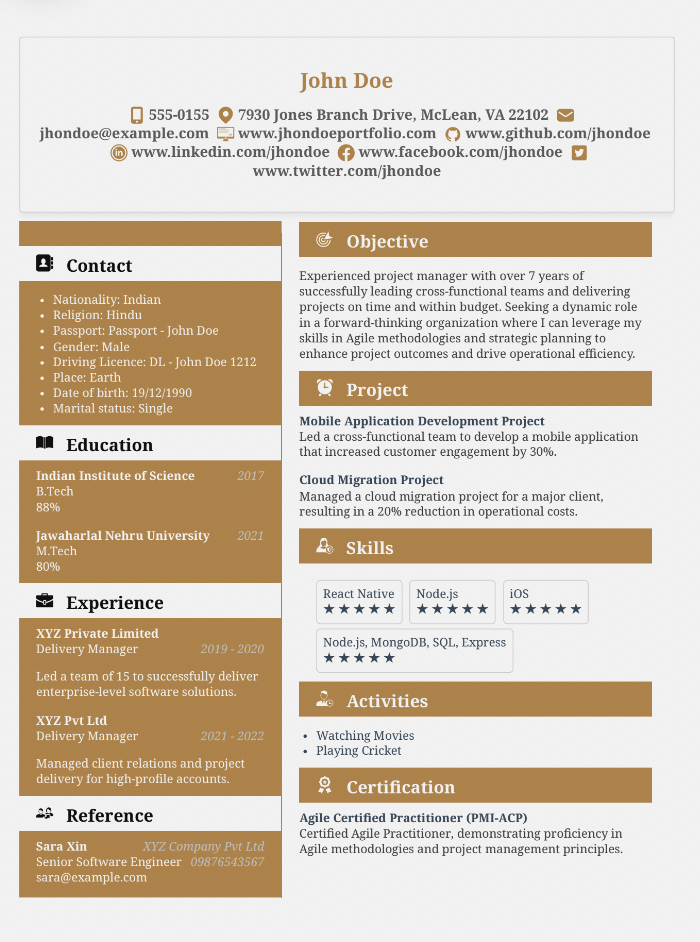 John Doe
555-0155 7930 Jones Branch Drive, McLean, VA 22102
jhondoe@example.com www.jhondoeportfolio.com www.github.com/jhondoe
www.linkedin.com/jhondoe www.facebook.com/jhondoe
www.twitter.com/jhondoe
Contact
• Nationality: Indian
• Religion: Hindu
• Passport: Passport - John Doe
• Gender: Male
• Driving Licence: DL - John Doe 1212
• Place: Earth
• Date of birth: 19/12/1990
• Marital status: Single
Education
Indian Institute of Science 2017
B.Tech
88%
Jawaharlal Nehru University 2021
M.Tech
80%
Experience
XYZ Private Limited
Delivery Manager 2019 - 2020
Led a team of 15 to successfully deliver
enterprise-level software solutions.
XYZ Pvt Ltd
Delivery Manager 2021 - 2022
Managed client relations and project
delivery for high-profile accounts.
Reference
Sara Xin XYZ Company Pvt Ltd
Senior Software Engineer 09876543567
sara@example.com
Objective
Experienced project manager with over 7 years of
successfully leading cross-functional teams and delivering
projects on time and within budget. Seeking a dynamic role
in a forward-thinking organization where I can leverage my
skills in Agile methodologies and strategic planning to
enhance project outcomes and drive operational efficiency.
Project
Mobile Application Development Project
Led a cross-functional team to develop a mobile application
that increased customer engagement by 30%.
Cloud Migration Project
Managed a cloud migration project for a major client,
resulting in a 20% reduction in operational costs.
Skills
React Native Node.js iOS
★★★★★ ★★★★★ ★★★★★
Node.js, MongoDB, SQL, Express
★★★★★
Activities
• Watching Movies
• Playing Cricket
Certification
Agile Certified Practitioner (PMI-ACP)
Certified Agile Practitioner, demonstrating proficiency in
Agile methodologies and project management principles.